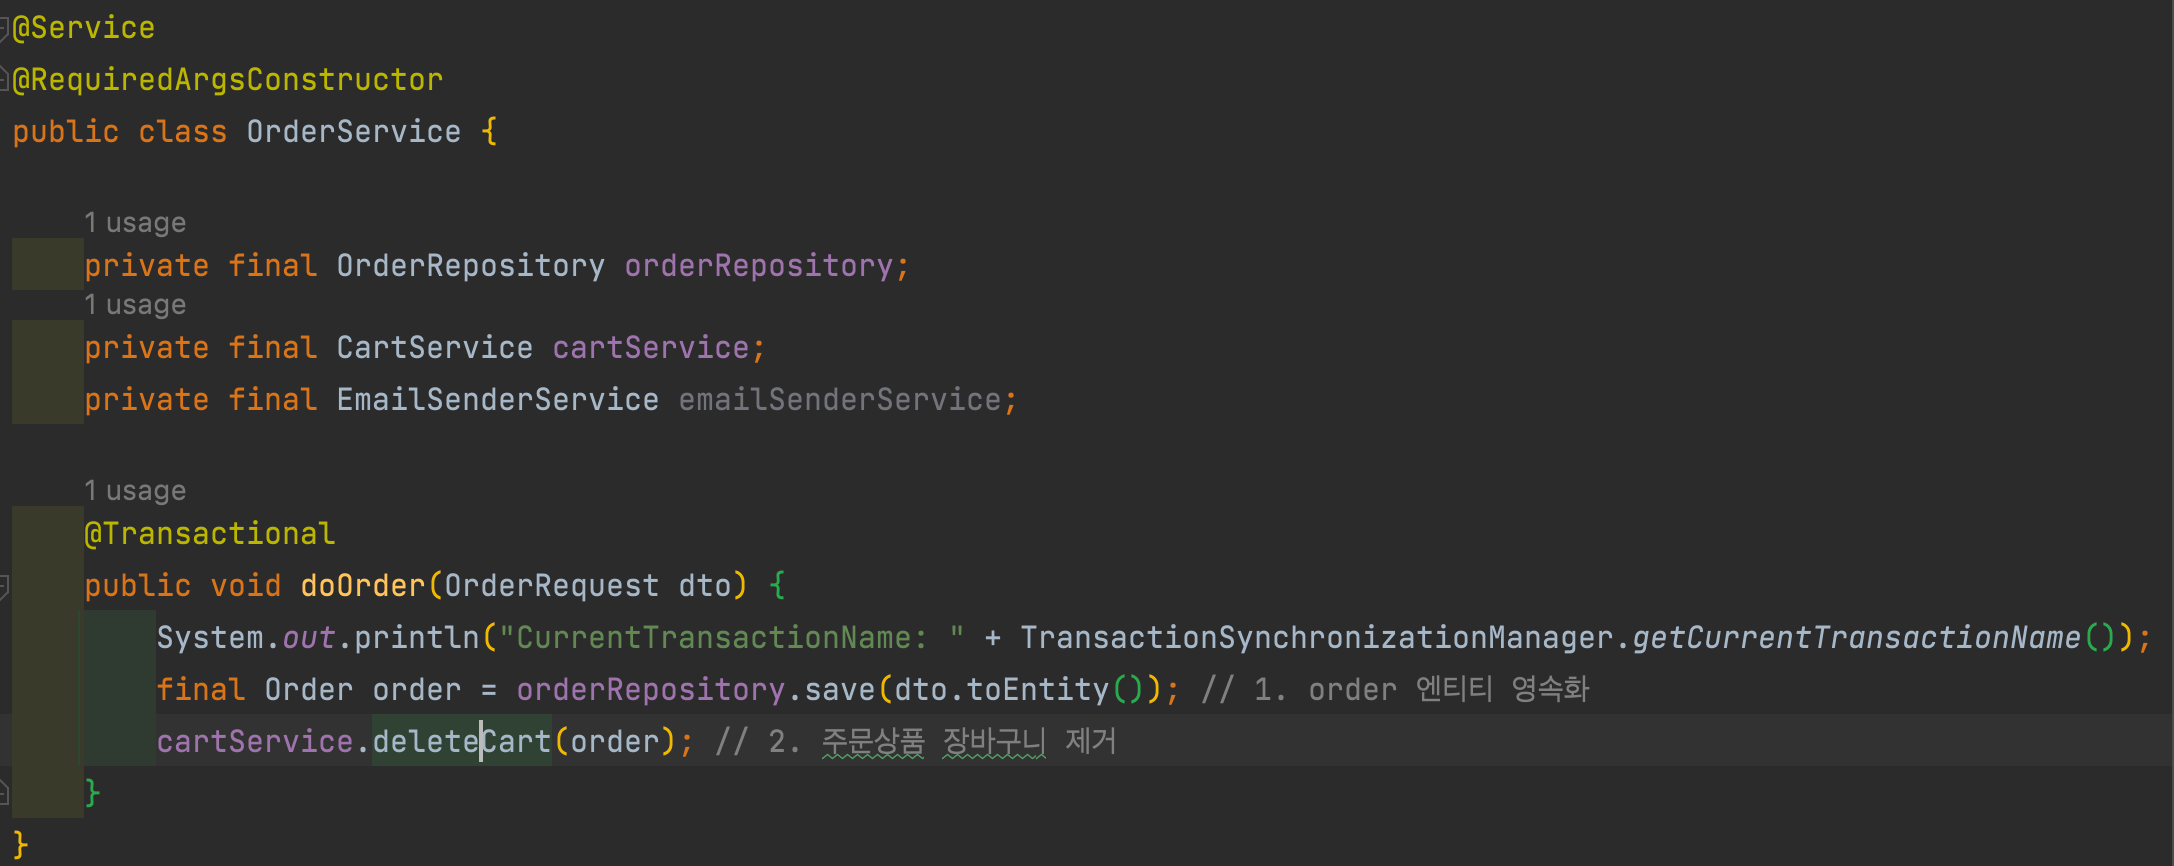 @Service
@RequiredArgsConstructor
public class OrderService {
1 usage
private final OrderRepository orderRepository;
1 usage
private final CartService cartService;
private final EmailSenderService emailSenderService;
1 usage
@Transactional
public void doOrder(OrderRequest dto) {
System.out.println("CurrentTransactionName: " + TransactionSynchronizationManager.getCurrentTransactionName());
final Order order = orderRepository.save(dto.toEntity()); // 1. order 엔티티 영속화
cartService.deleteCart(order); // 2. 주문상품 장바구니 제거
}
}